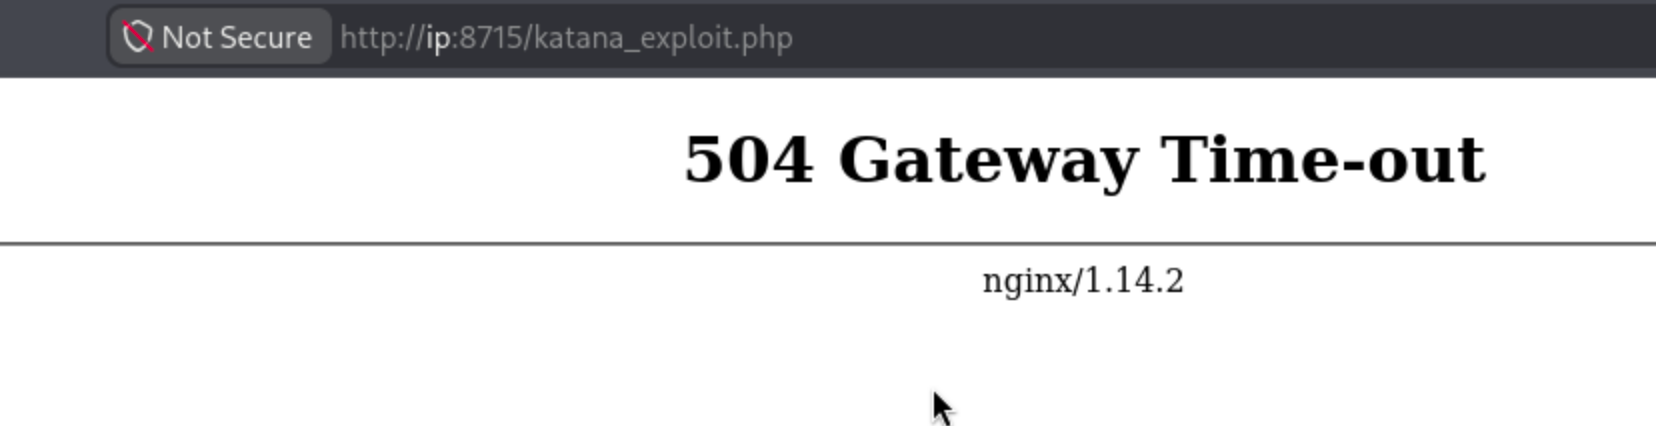 Not Secure http://ip:8715/katana_exploit.php
504 Gateway Time-out
nginx/1.14.2